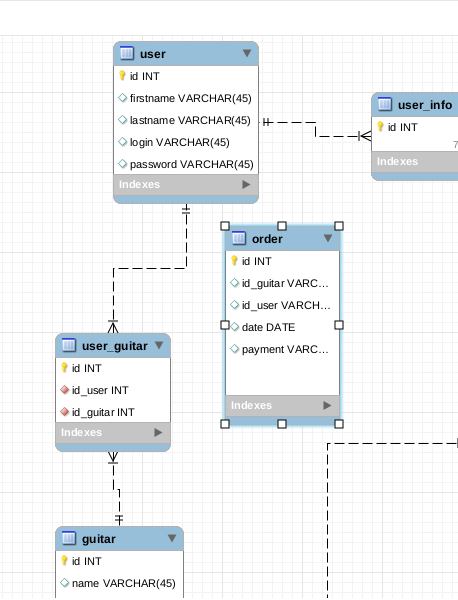 user
id INT
firstname VARCHAR(45)
lastname VARCHAR(45)
login VARCHAR(45)
password VARCHAR(45)
Indexes
user_info
id INT
7
Indexes
order
id INT
id_guitar VARC...
id_user VARCH...
date DATE
payment VARC...
Indexes
user_guitar
id INT
id_user INT
id_guitar INT
Indexes
guitar
id INT
name VARCHAR(45)